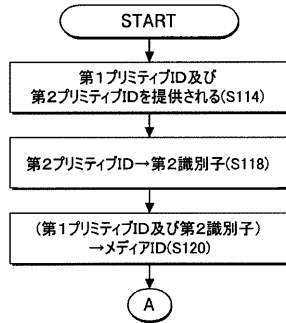 START
第1プリミティブID及び
第2プリミティブIDを提供される(S114)
第2プリミティブID→第2識別子(S118)
(第1プリミティブID及び第2識別子)
→メディアID(S120)
A